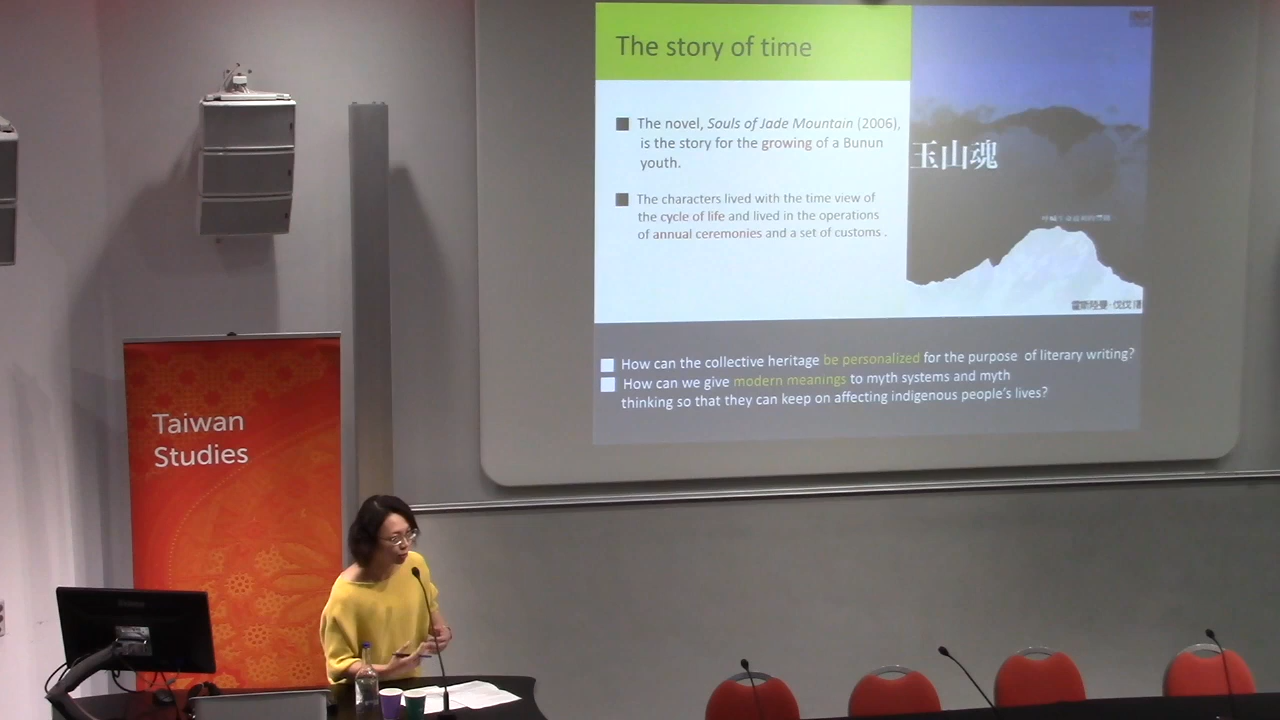 The story of time
The novel, Souls of Jade Mountain (2006),
is the story for the growing of a Bunun
youth.
The characters lived with the time view of
the cycle of life and lived in the operations
of annual ceremonies and a set of customs .
玉山魂
How can the collective heritage be personalized for the purpose of literary writing?
How can we give modern meanings to myth systems and myth
thinking so that they can keep on affecting indigenous people's lives?
Taiwan
Studies